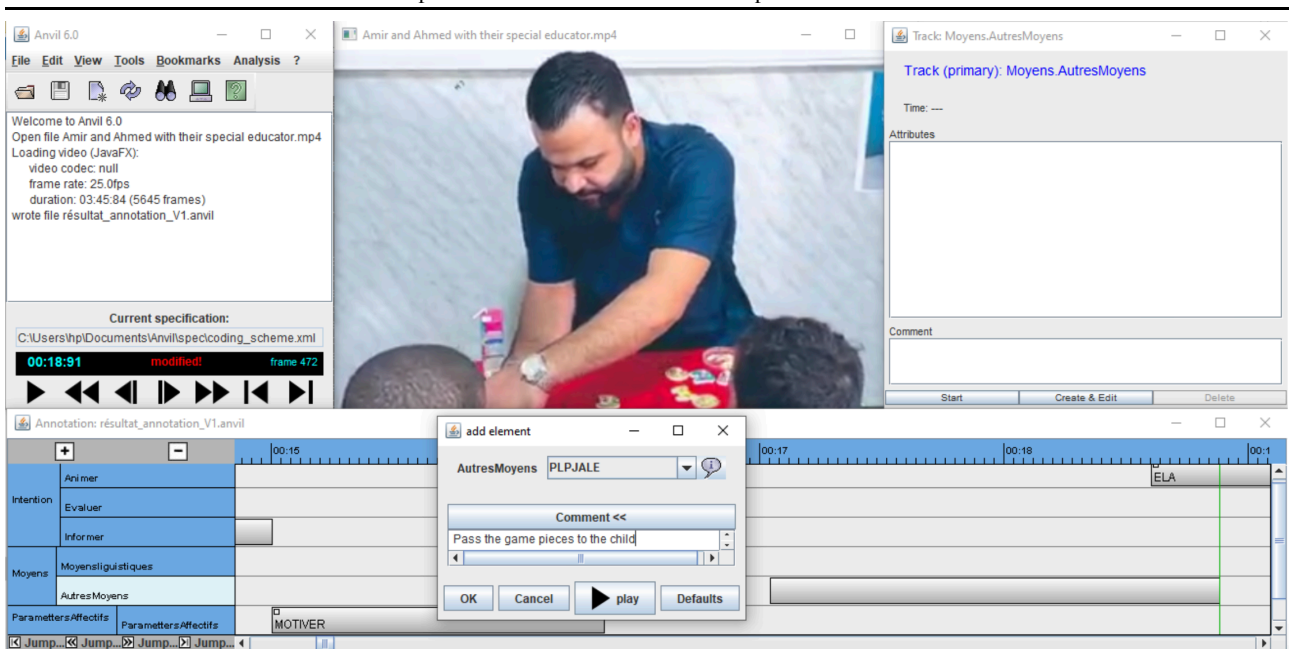 Anvil 6.0
File Edit View Tools Bookmarks Analysis ?
Welcome to Anvil 6.0
Open file Amir and Ahmed with their special educator.mp4
Loading video (JavaFX):
video codec: null
frame rate: 25.0fps
duration: 03:45:84 (5645 frames)
wrote file résultat_annotation_V1.anvil
Current specification:
C:\Users\hp\Documents\Anvil\spec\coding_scheme.xml
00:18:91 modified! frame 472
Amir and Ahmed with their special educator.mp4
Track: Moyens.AutresMoyens
Track (primary): Moyens.AutresMoyens
Time: ---
Attributes
Comment
Start Create & Edit Delete
Annotation: résultat_annotation_V1.anvil
00:15 00:17 00:18 00:1
Intention
Animer
ELA
Evaluer
Informer
Moyens
Moyensliguistiques
AutresMoyens
ParamettersAffectifs
ParamettersAffectifs
MOTIVER
Jump... Jump... Jump... Jump...
add element
AutresMoyens PLPJALE
Comment <<
Pass the game pieces to the child
OK Cancel play Defaults